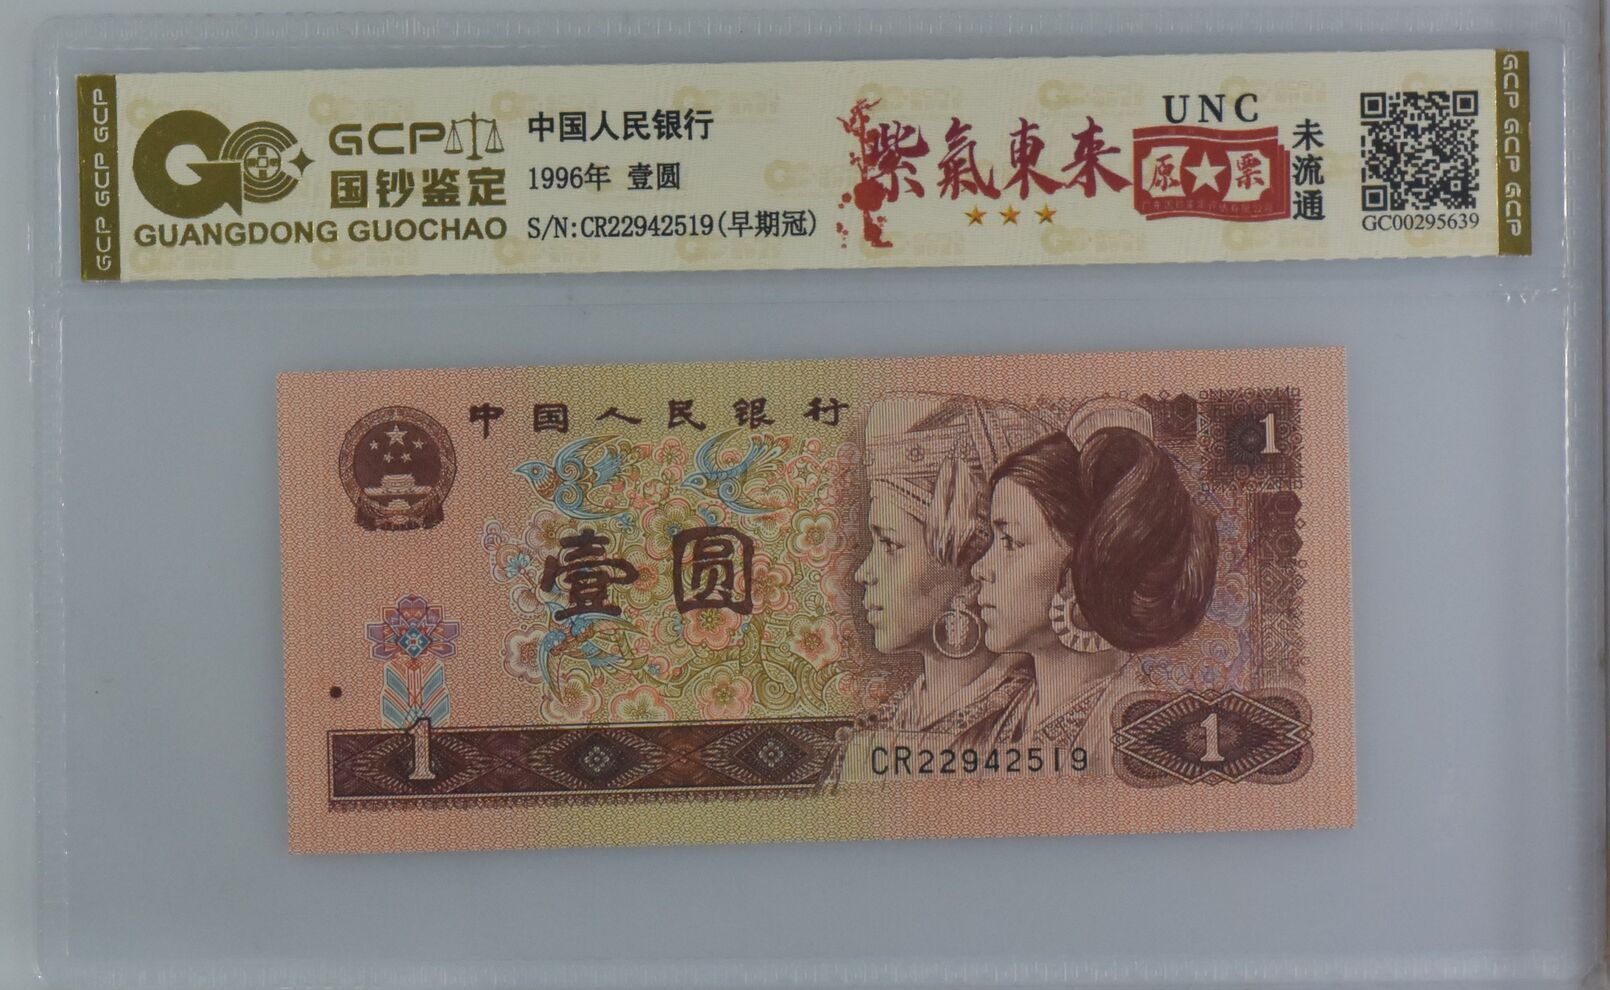 GCP GCP GCP
GCP
国钞鉴定
GUANGDONG GUOCHAO
中国人民银行
1996年 壹圆
S/N:CR22942519(早期冠)
紫氣東来
UNC
原票
未流通
GC00295639
GCP GCP GCP
中国人民银行
1
壹圆
1
CR22942519
1